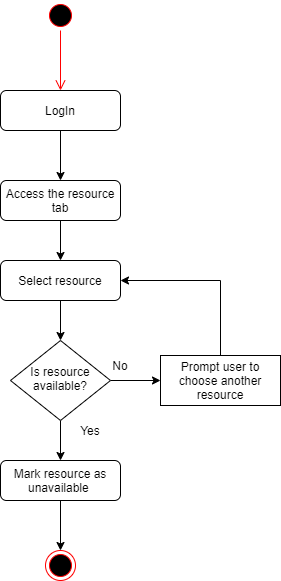 LogIn
Access the resource
tab
Select resource
Is resource
available?
No
Prompt user to
choose another
resource
Yes
Mark resource as
unavailable